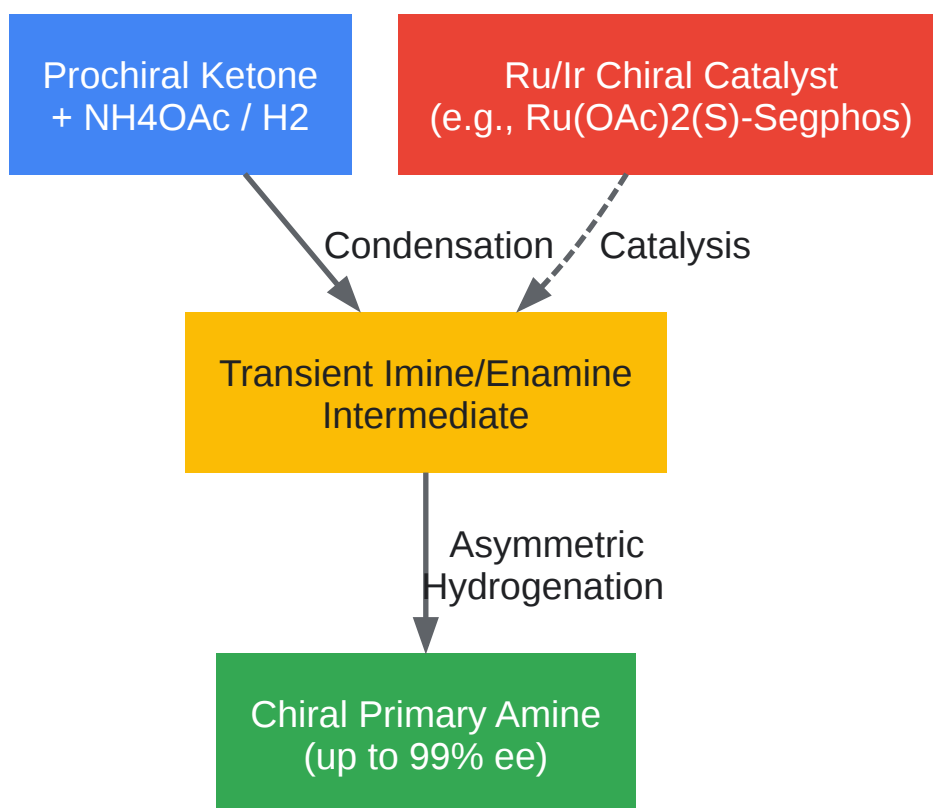 Prochiral Ketone
+ NH4OAc / H2
Ru/Ir Chiral Catalyst
(e.g., Ru(OAc)2(S)-Segphos)
Condensation
Catalysis
Transient Imine/Enamine
Intermediate
Asymmetric
Hydrogenation
Chiral Primary Amine
(up to 99% ee)